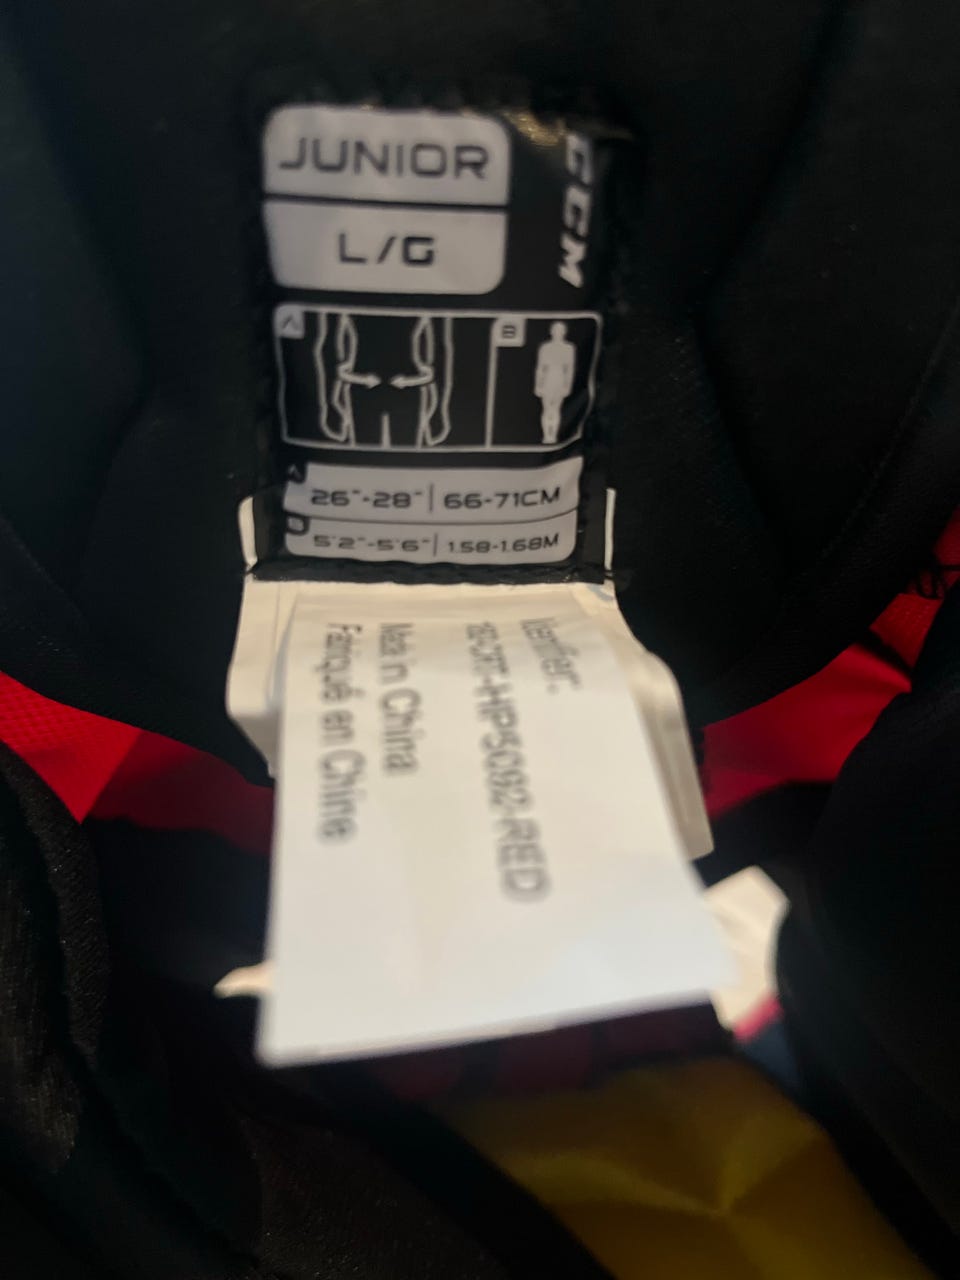 JUNIOR
CCM
L/G
A
B
A
26"-28" | 66-71CM
B
5'2"-5'6" | 1.58-1.68M
Identifier:
Made in China
Fabriqué en Chine